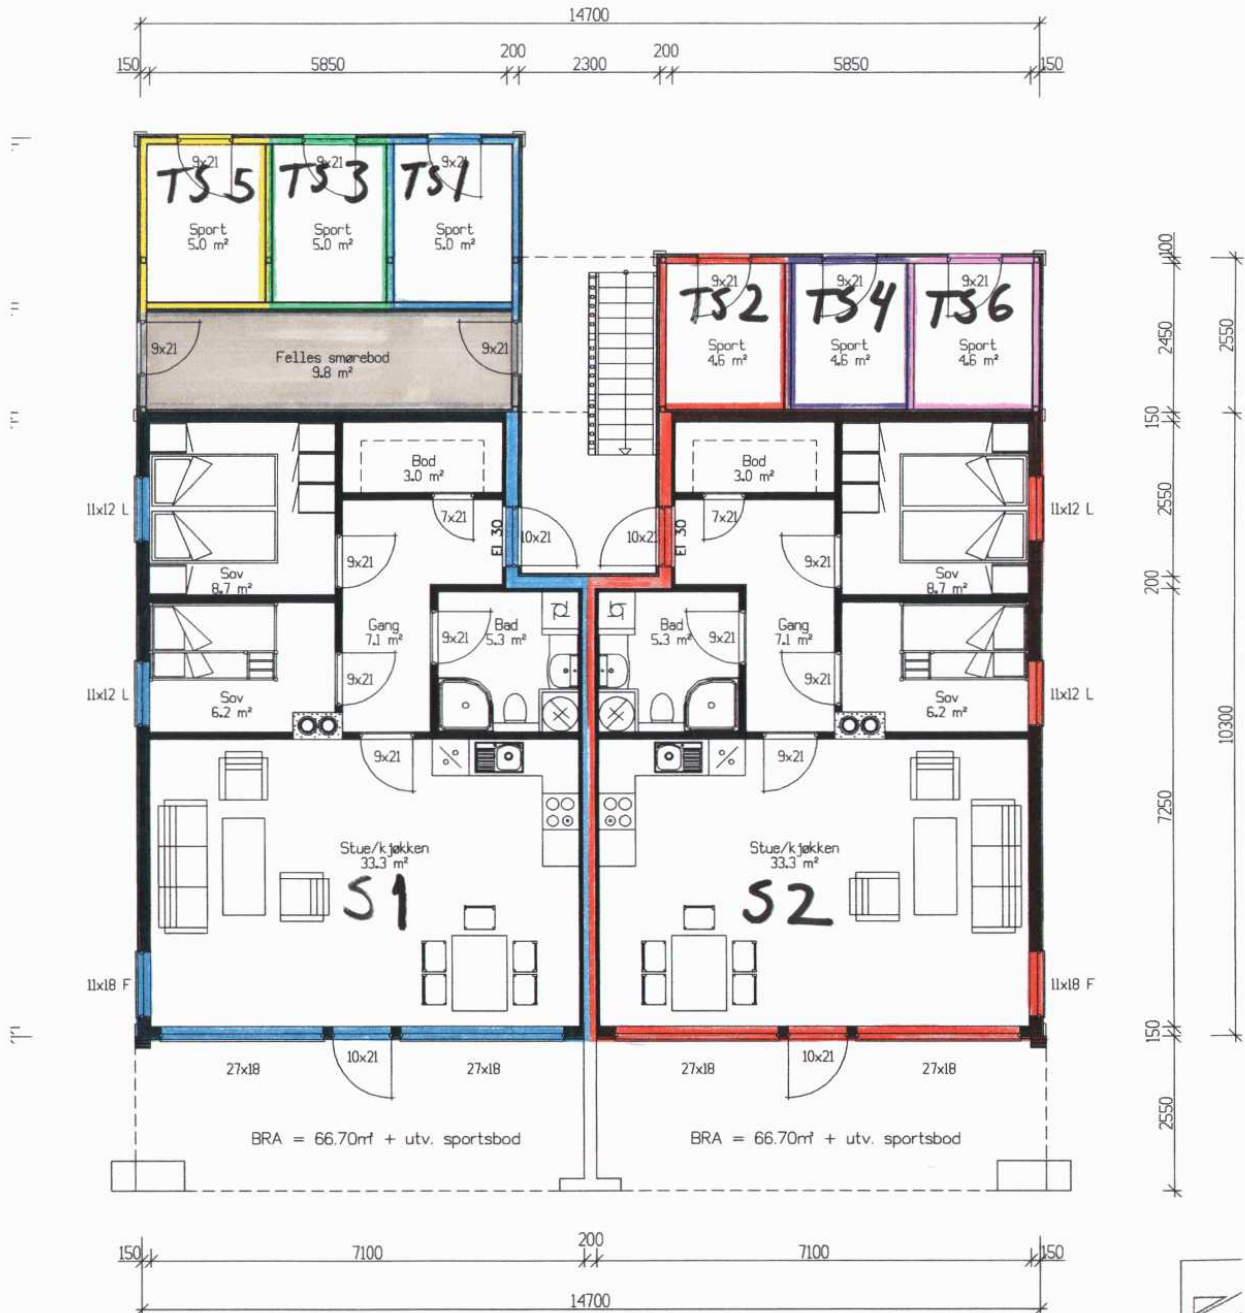 14700
150 5850 200 2300 200 5850 150
9x21 9x21 9x21
TS 5 TS 3 TS1
Sport Sport Sport
5.0 m² 5.0 m² 5.0 m²
9x21 9x21 9x21
TS2 TS4 TS6
Sport Sport Sport
4.6 m² 4.6 m² 4.6 m²
100
2450
2550
9x21 9x21
Felles smørebod
9.8 m²
150
Bod Bod
3.0 m² 3.0 m²
11x12 L 7x21 EI 30 10x21 10x21 EI 30 7x21 11x12 L
2550
9x21 9x21
Sov Sov
8.7 m² 8.7 m²
200
Gang Bad Bad Gang
7.1 m² 9x21 5.3 m² 5.3 m² 9x21 7.1 m²
9x21 9x21
11x12 L Sov Sov 11x12 L
6.2 m² 6.2 m²
10300
9x21 9x21
7250
Stue/kjøkken Stue/kjøkken
33.3 m² 33.3 m²
S1 S2
11x18 F 11x18 F
150
27x18 10x21 27x18 27x18 10x21 27x18
2550
BRA = 66.70m² + utv. sportsbod BRA = 66.70m² + utv. sportsbod
150 7100 200 7100 150
14700